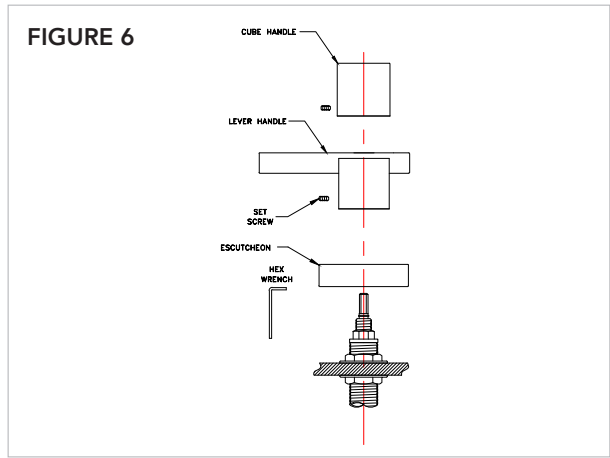 FIGURE 6
CUBE HANDLE
LEVER HANDLE
SET
SCREW
ESCUTCHEON
HEX
WRENCH